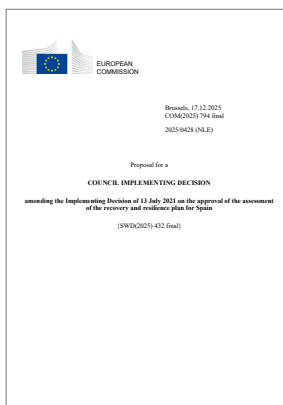 EUROPEAN
COMMISSION
Brussels, 17.12.2025
COM(2025) 794 final
2025/0428 (NLE)
Proposal for a
COUNCIL IMPLEMENTING DECISION
amending the Implementing Decision of 13 July 2021 on the approval of the assessment
of the recovery and resilience plan for Spain
{SWD(2025) 432 final}